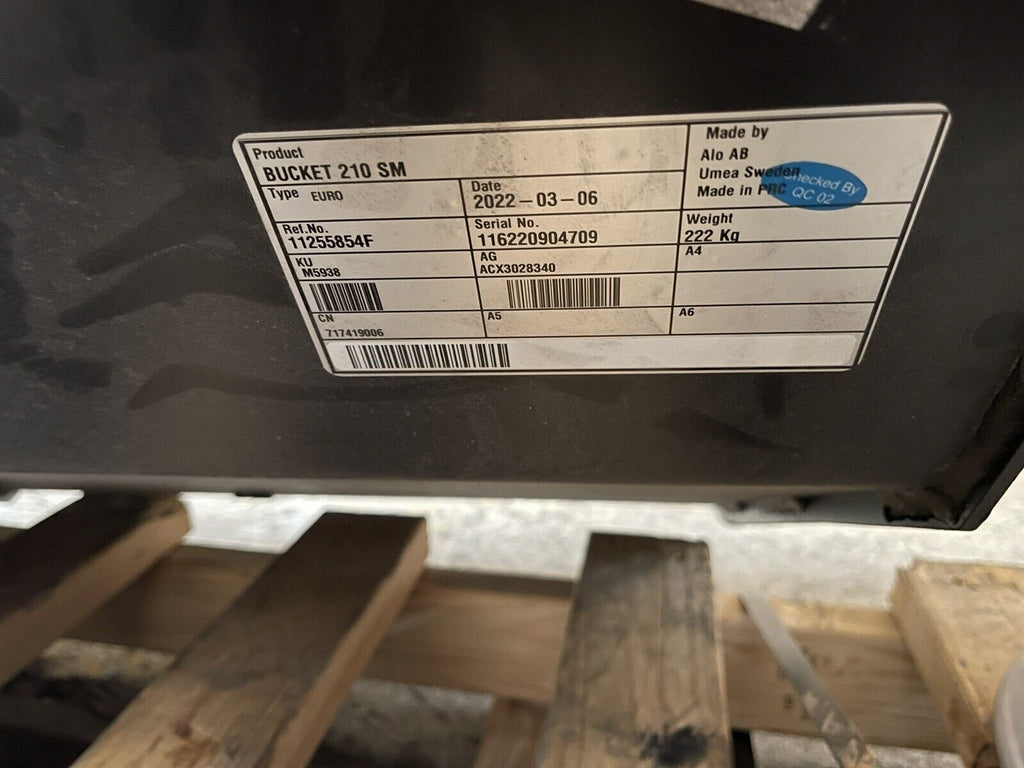 Product
BUCKET 210 SM
Made by
Alo AB
Umea Sweden
Made in PRC
Checked By
QC 02
Type EURO
Date
2022-03-06
Ref.No.
11255854F
Serial No.
116220904709
Weight
222 Kg
KU
M5938
AG
ACX3028340
A4
CN
717419006
A5
A6